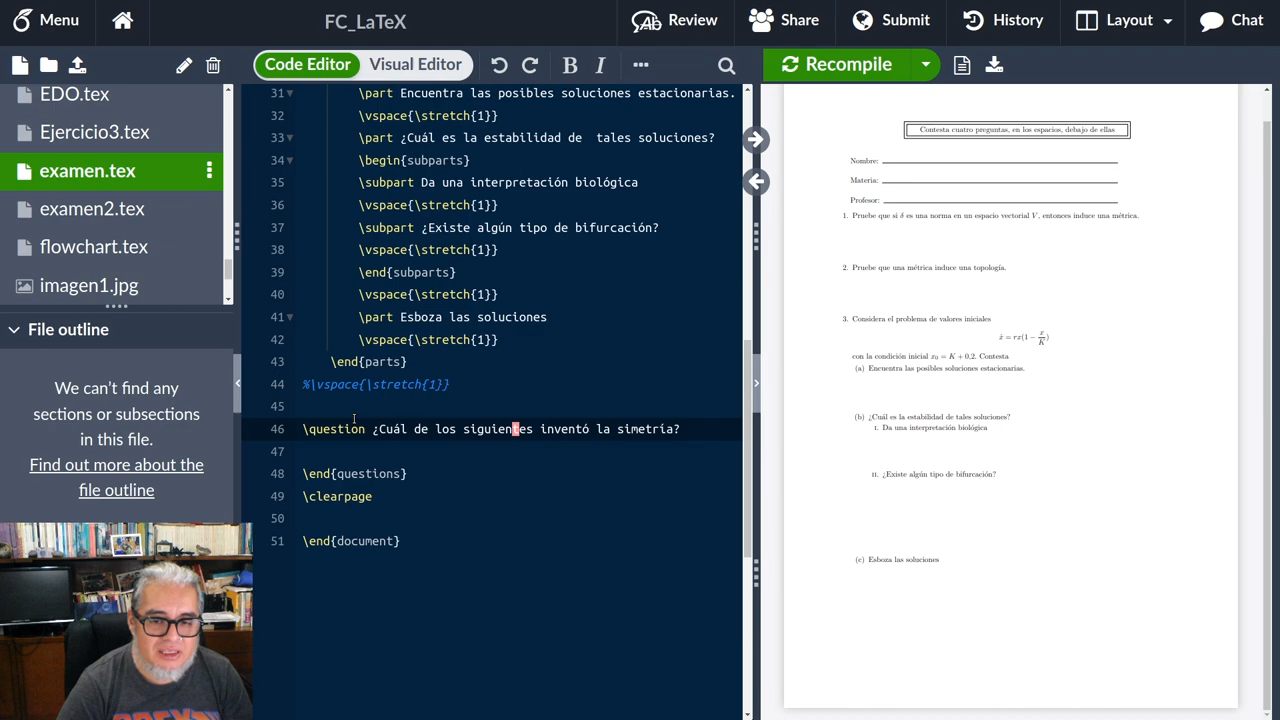 Menu
FC_LaTeX
Review
Share
Submit
History
Layout
Chat
Code Editor
Visual Editor
B
I
Recompile
EDO.tex
Ejercicio3.tex
examen.tex
examen2.tex
flowchart.tex
imagen1.jpg
File outline
We can't find any
sections or subsections
in this file.
Find out more about the
file outline
31 \part Encuentra las posibles soluciones estacionarias.
32 \vspace{\stretch{1}}
33 \part ¿Cuál es la estabilidad de  tales soluciones?
34 \begin{subparts}
35 \subpart Da una interpretación biológica
36 \vspace{\stretch{1}}
37 \subpart ¿Existe algún tipo de bifurcación?
38 \vspace{\stretch{1}}
39 \end{subparts}
40 \vspace{\stretch{1}}
41 \part Esboza las soluciones
42 \vspace{\stretch{1}}
43 \end{parts}
44 %\vspace{\stretch{1}}
45
46 \question ¿Cuál de los siguientes inventó la simetría?
47
48 \end{questions}
49 \clearpage
50
51 \end{document}
Contesta cuatro preguntas, en los espacios, debajo de ellas
Nombre:
Materia:
Profesor:
1. Pruebe que si δ es una norma en un espacio vectorial V, entonces induce una métrica.
2. Pruebe que una métrica induce una topología.
3. Considera el problema de valores iniciales
ẋ = rx(1 − x/K)
con la condición inicial x₀ = K + 0,2. Contesta
(a) Encuentra las posibles soluciones estacionarias.
(b) ¿Cuál es la estabilidad de tales soluciones?
I. Da una interpretación biológica
II. ¿Existe algún tipo de bifurcación?
(c) Esboza las soluciones